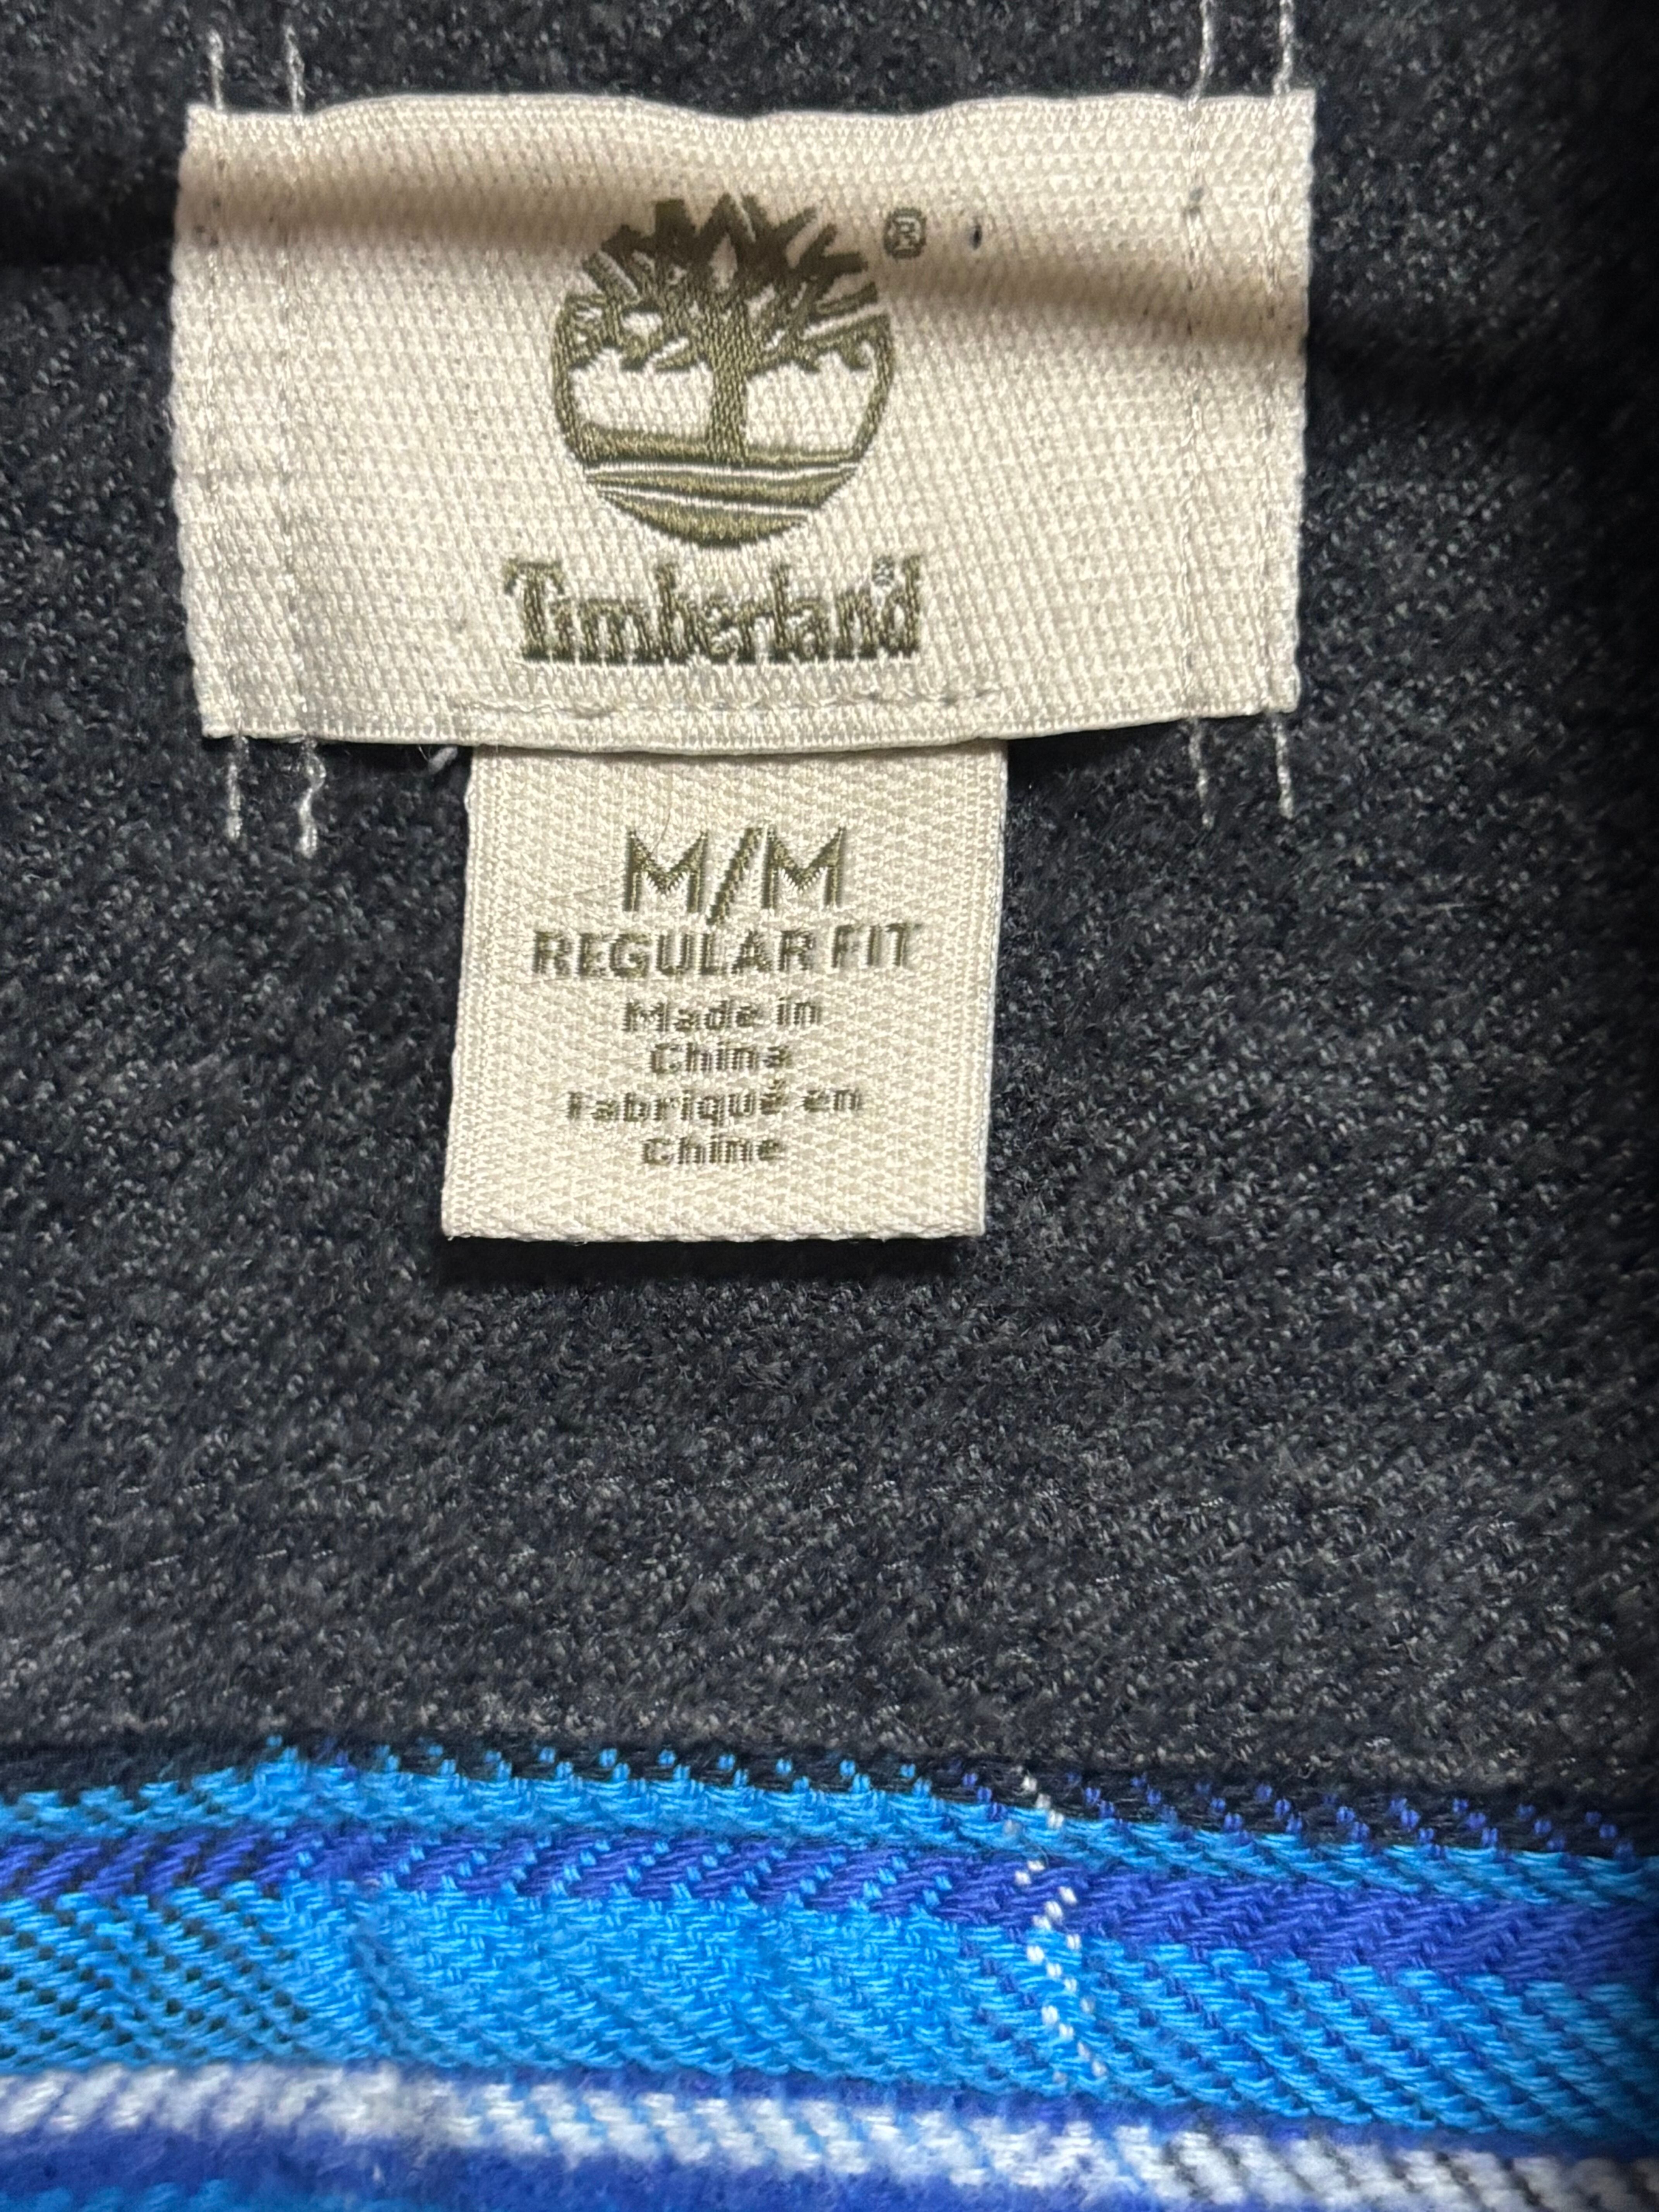 ®
Timberland®
M/M
REGULAR FIT
Made in
China
Fabriqué en
Chine